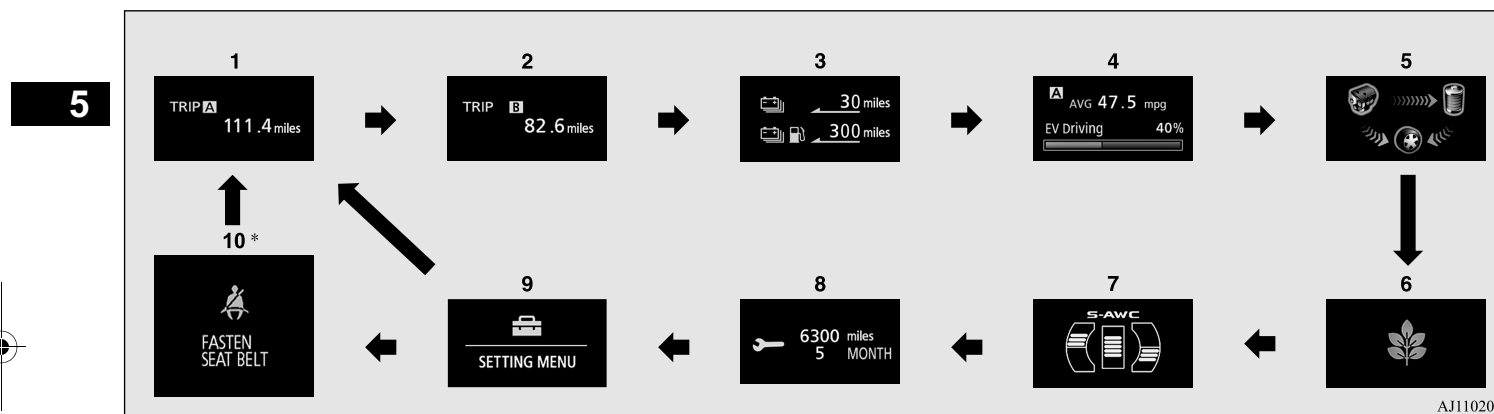 5
1
TRIP A
111.4 miles
2
TRIP B
82.6 miles
3
30 miles
300 miles
4
A AVG 47.5 mpg
EV Driving 40%
5
10 *
FASTEN
SEAT BELT
9
SETTING MENU
8
6300 miles
5 MONTH
7
S-AWC
6
AJ11020